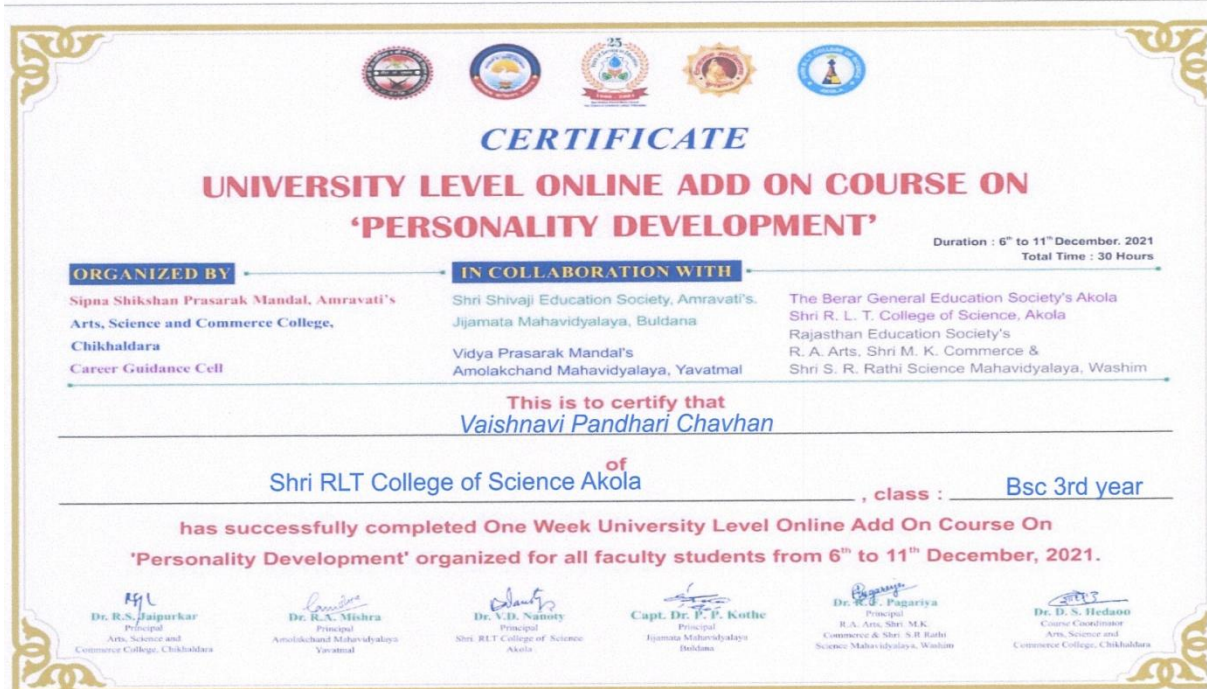 25
CERTIFICATE
UNIVERSITY LEVEL ONLINE ADD ON COURSE ON
‘PERSONALITY DEVELOPMENT’
Duration : 6th to 11th December. 2021
Total Time : 30 Hours
ORGANIZED BY
Sipna Shikshan Prasarak Mandal, Amravati's
Arts, Science and Commerce College,
Chikhaldara
Career Guidance Cell
IN COLLABORATION WITH
Shri Shivaji Education Society, Amravati's.
Jijamata Mahavidyalaya, Buldana
Vidya Prasarak Mandal's
Amolakchand Mahavidyalaya, Yavatmal
The Berar General Education Society's Akola
Shri R. L. T. College of Science, Akola
Rajasthan Education Society's
R. A. Arts, Shri M. K. Commerce &
Shri S. R. Rathi Science Mahavidyalaya, Washim
This is to certify that
Vaishnavi Pandhari Chavhan
of
Shri RLT College of Science Akola , class : Bsc 3rd year
has successfully completed One Week University Level Online Add On Course On
'Personality Development' organized for all faculty students from 6th to 11th December, 2021.
Dr. R.S. Jaipurkar
Principal
Arts, Science and
Commerce College, Chikhaldara
Dr. R.A. Mishra
Principal
Amolakchand Mahavidyalaya
Yavatmal
Dr. V.D. Nanoty
Principal
Shri. RLT College of Science
Akola
Capt. Dr. P. P. Kothe
Principal
Jijamata Mahavidyalaya
Buldana
Dr. Pagariya
Principal
R.A. Arts, Shri. M.K.
Commerce & Shri. S.R Rathi
Science Mahavidyalaya, Washim
Dr. D. S. Hedaoo
Course Coordinator
Arts, Science and
Commerce College, Chikhaldara